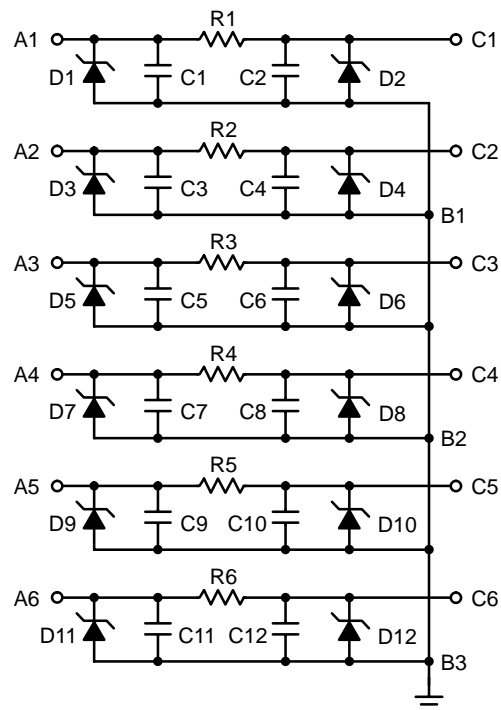 A1 R1 C1
D1 C1 C2 D2
A2 R2 C2
D3 C3 C4 D4
B1
A3 R3 C3
D5 C5 C6 D6
A4 R4 C4
D7 C7 C8 D8
B2
A5 R5 C5
D9 C9 C10 D10
A6 R6 C6
D11 C11 C12 D12
B3